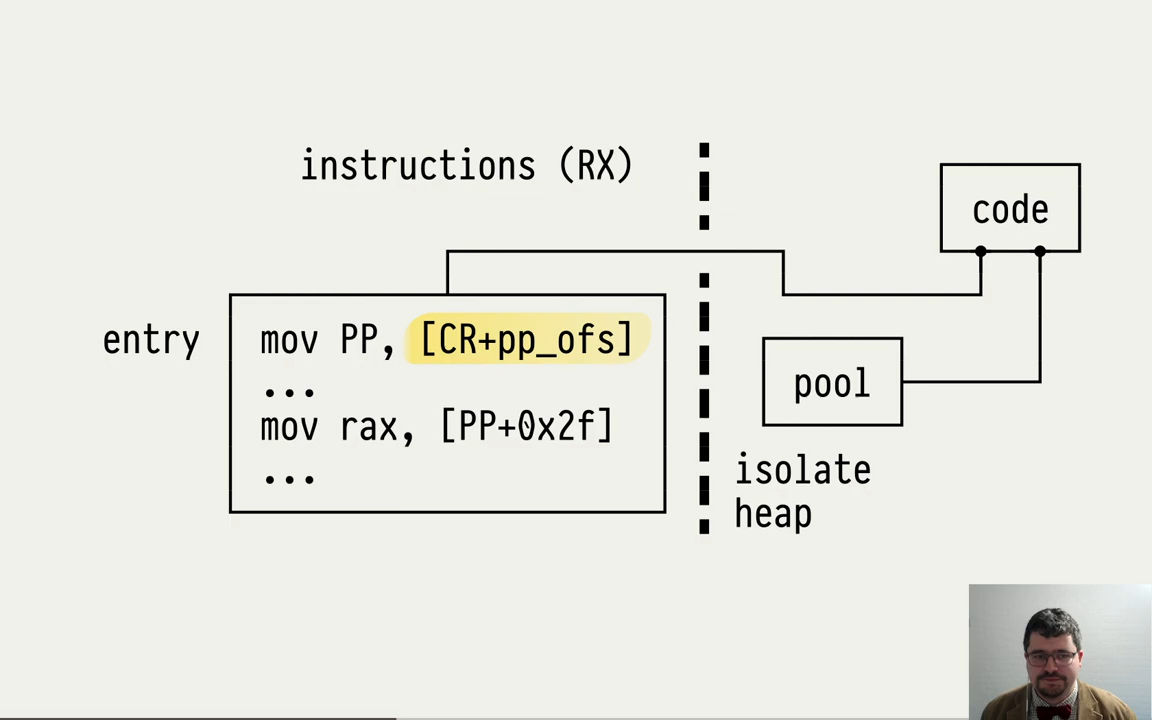 instructions (RX)
code
entry
mov PP, [CR+pp_ofs]
...
mov rax, [PP+0x2f]
...
pool
isolate
heap